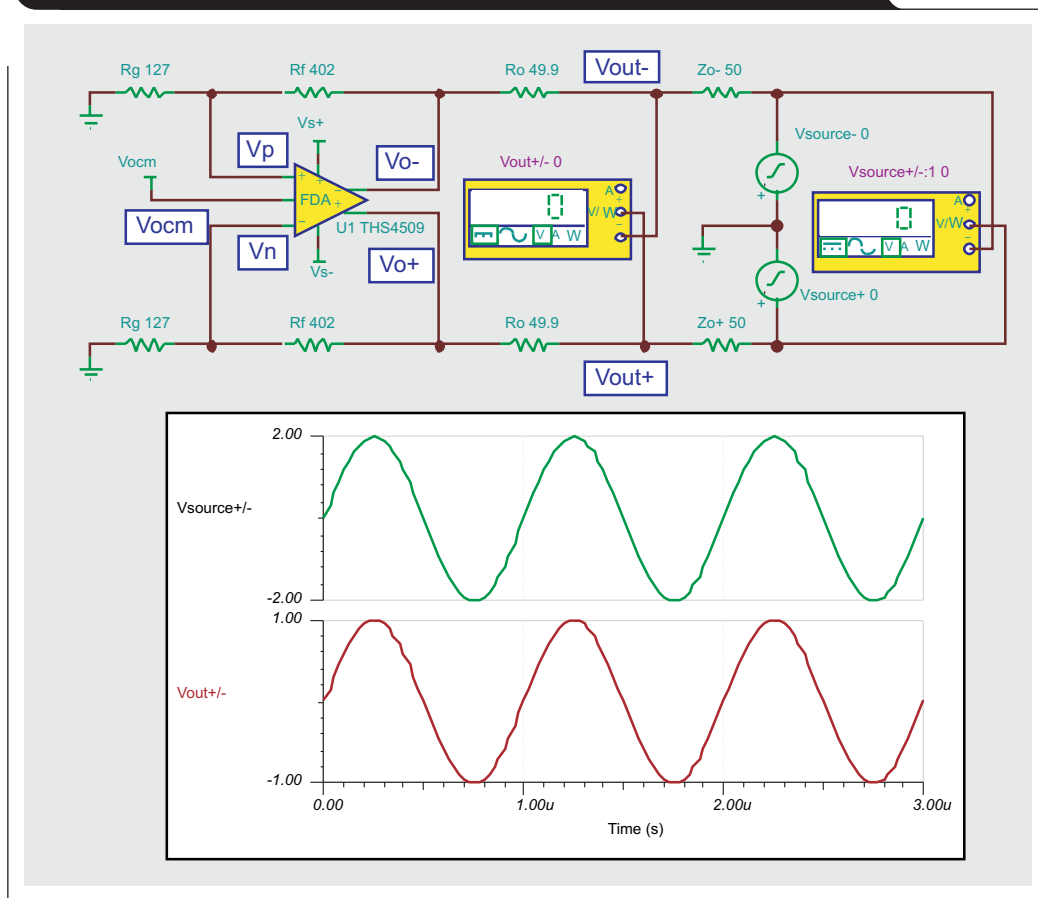 Rg 127
Rf 402
Ro 49.9
Vout-
Zo- 50
Vs+
Vsource- 0
Vp
Vo-
Vocm
Vout+/- 0
Vsource+/-:1 0
+
-
FDA
+
-
U1 THS4509
A
+
V/W
-
0
V A W
A
+
V/W
-
0
V A W
Vocm
Vn
Vs-
Vo+
+
+
Vsource+ 0
Rg 127
Rf 402
Ro 49.9
Zo+ 50
Vout+
2.00
Vsource+/-
-2.00
1.00
Vout+/-
-1.00
0.00
1.00u
2.00u
3.00u
Time (s)